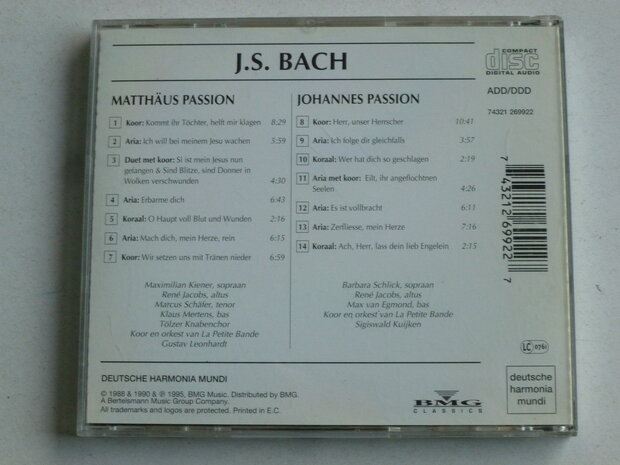 J.S. BACH
COMPACT
disc
DIGITAL AUDIO
ADD/DDD
74321 269922
MATTHÄUS PASSION
1 Koor: Kommt ihr Töchter, helft mir klagen 8:29
2 Aria: Ich will bei meinem Jesu wachen 5:59
3 Duet met koor: Si ist mein Jesus nun
gelangen & Sind Blitze, sind Donner in
Wolken verschwunden 4:30
4 Aria: Erbarme dich 6:43
5 Koraal: O Haupt voll Blut und Wunden 2:16
6 Aria: Mach dich, mein Herze, rein 6:15
7 Koor: Wir setzen uns mit Tränen nieder 6:59
Maximilian Kiener, sopraan
René Jacobs, altus
Marcus Schäfer, tenor
Klaus Mertens, bas
Tölzer Knabenchor
Koor en orkest van La Petite Bande
Gustav Leonhardt
JOHANNES PASSION
8 Koor: Herr, unser Herrscher 10:41
9 Aria: Ich folge dir gleichfalls 3:57
10 Koraal: Wer hat dich so geschlagen 2:19
11 Aria met koor: Eilt, ihr angeflochtnen
Seelen 4:26
12 Aria: Es ist vollbracht 6:11
13 Aria: Zerfliesse, mein Herze 7:16
14 Koraal: Ach, Herr, lass dein lieb Engelein 2:15
Barbara Schlick, sopraan
René Jacobs, altus
Max van Egmond, bas
Koor en orkest van La Petite Bande
Sigiswald Kuijken
7 43212 69922 7
LC 0761
DEUTSCHE HARMONIA MUNDI
© 1988 & 1990 & ℗ 1995, BMG Music. Distributed by BMG.
A Bertelsmann Music Group Company.
All trademarks and logos are protected. Printed in E.C.
BMG
CLASSICS
deutsche
harmonia
mundi